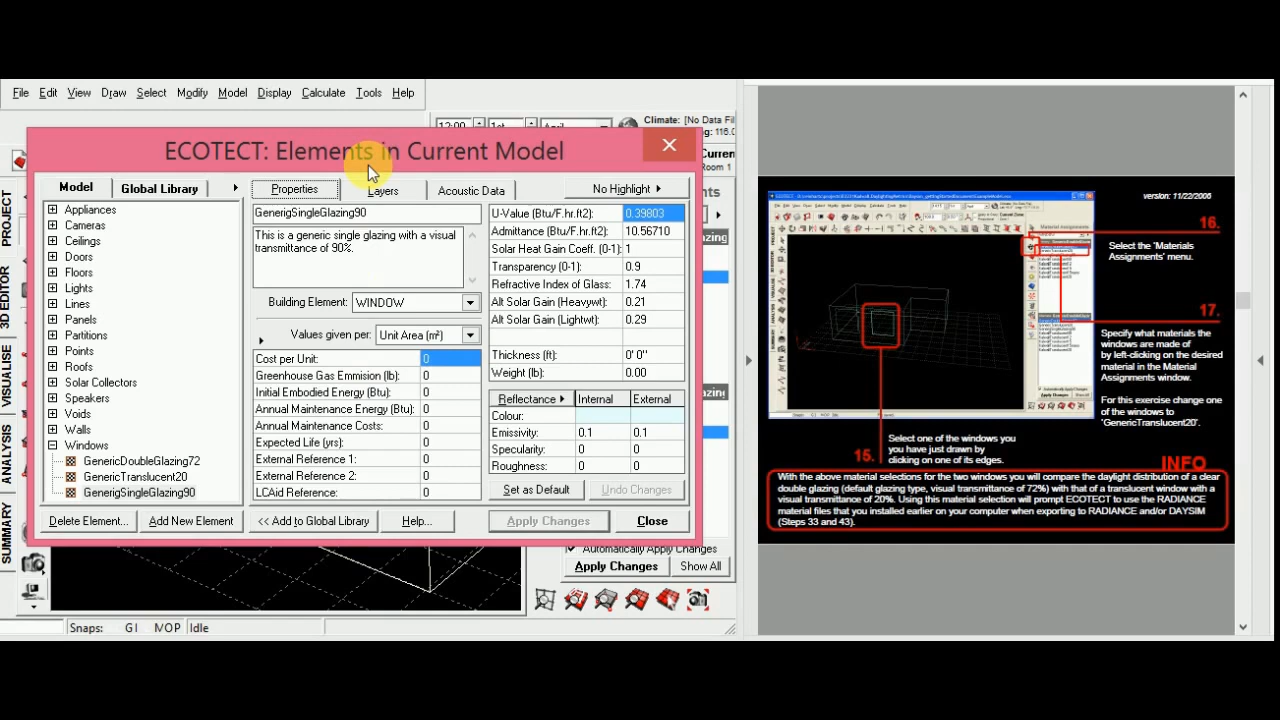 File Edit View Draw Select Modify Model Display Calculate Tools Help
12:00 1st April
Climate: [No Data Fil
ECOTECT: Elements in Current Model
PROJECT
3D EDITOR
VISUALISE
ANALYSIS
SUMMARY
Model Global Library
Appliances
Cameras
Ceilings
Doors
Floors
Lights
Lines
Panels
Partitions
Points
Roofs
Solar Collectors
Speakers
Voids
Walls
Windows
GenericDoubleGlazing72
GenericTranslucent20
GenerigSingleGlazing90
Properties Layers Acoustic Data No Highlight
GenerigSingleGlazing90
This is a generic single glazing with a visual
transmittance of 90%.
Building Element: WINDOW
Values given per: Unit Area (m²)
Cost per Unit: 0
Greenhouse Gas Emmision (lb): 0
Initial Embodied Energy (Btu): 0
Annual Maintenance Energy (Btu): 0
Annual Maintenance Costs: 0
Expected Life (yrs): 0
External Reference 1: 0
External Reference 2: 0
LCAid Reference: 0
U-Value (Btu/F.hr.ft2): 0.39803
Admittance (Btu/F.hr.ft2): 10.56710
Solar Heat Gain Coeff. (0-1): 1
Transparency (0-1): 0.9
Refractive Index of Glass: 1.74
Alt Solar Gain (Heavywt): 0.21
Alt Solar Gain (Lightwt): 0.29
Thickness (ft): 0' 0"
Weight (lb): 0.00
Reflectance Internal External
Colour:
Emissivity: 0.1 0.1
Specularity: 0 0
Roughness: 0 0
Set as Default Undo Changes
Delete Element... Add New Element << Add to Global Library Help... Apply Changes Close
Automatically Apply Changes
Apply Changes Show All
Snaps: GI MOP Idle
version: 11/22/2006
16.
Select the 'Materials
Assignments' menu.
17.
Specify what materials the
windows are made of
by left-clicking on the desired
material in the Material
Assignments window.
For this exercise change one
of the windows to
'GenericTranslucent20'.
15.
Select one of the windows you
you have just drawn by
clicking on one of its edges.
INFO
With the above material selections for the two windows you will compare the daylight distribution of a clear
double glazing (default glazing type, visual transmittance of 72%) with that of a translucent window with a
visual transmittance of 20%. Using this material selection will prompt ECOTECT to use the RADIANCE
material files that you installed earlier on your computer when exporting to RADIANCE and/or DAYSIM
(Steps 33 and 43).